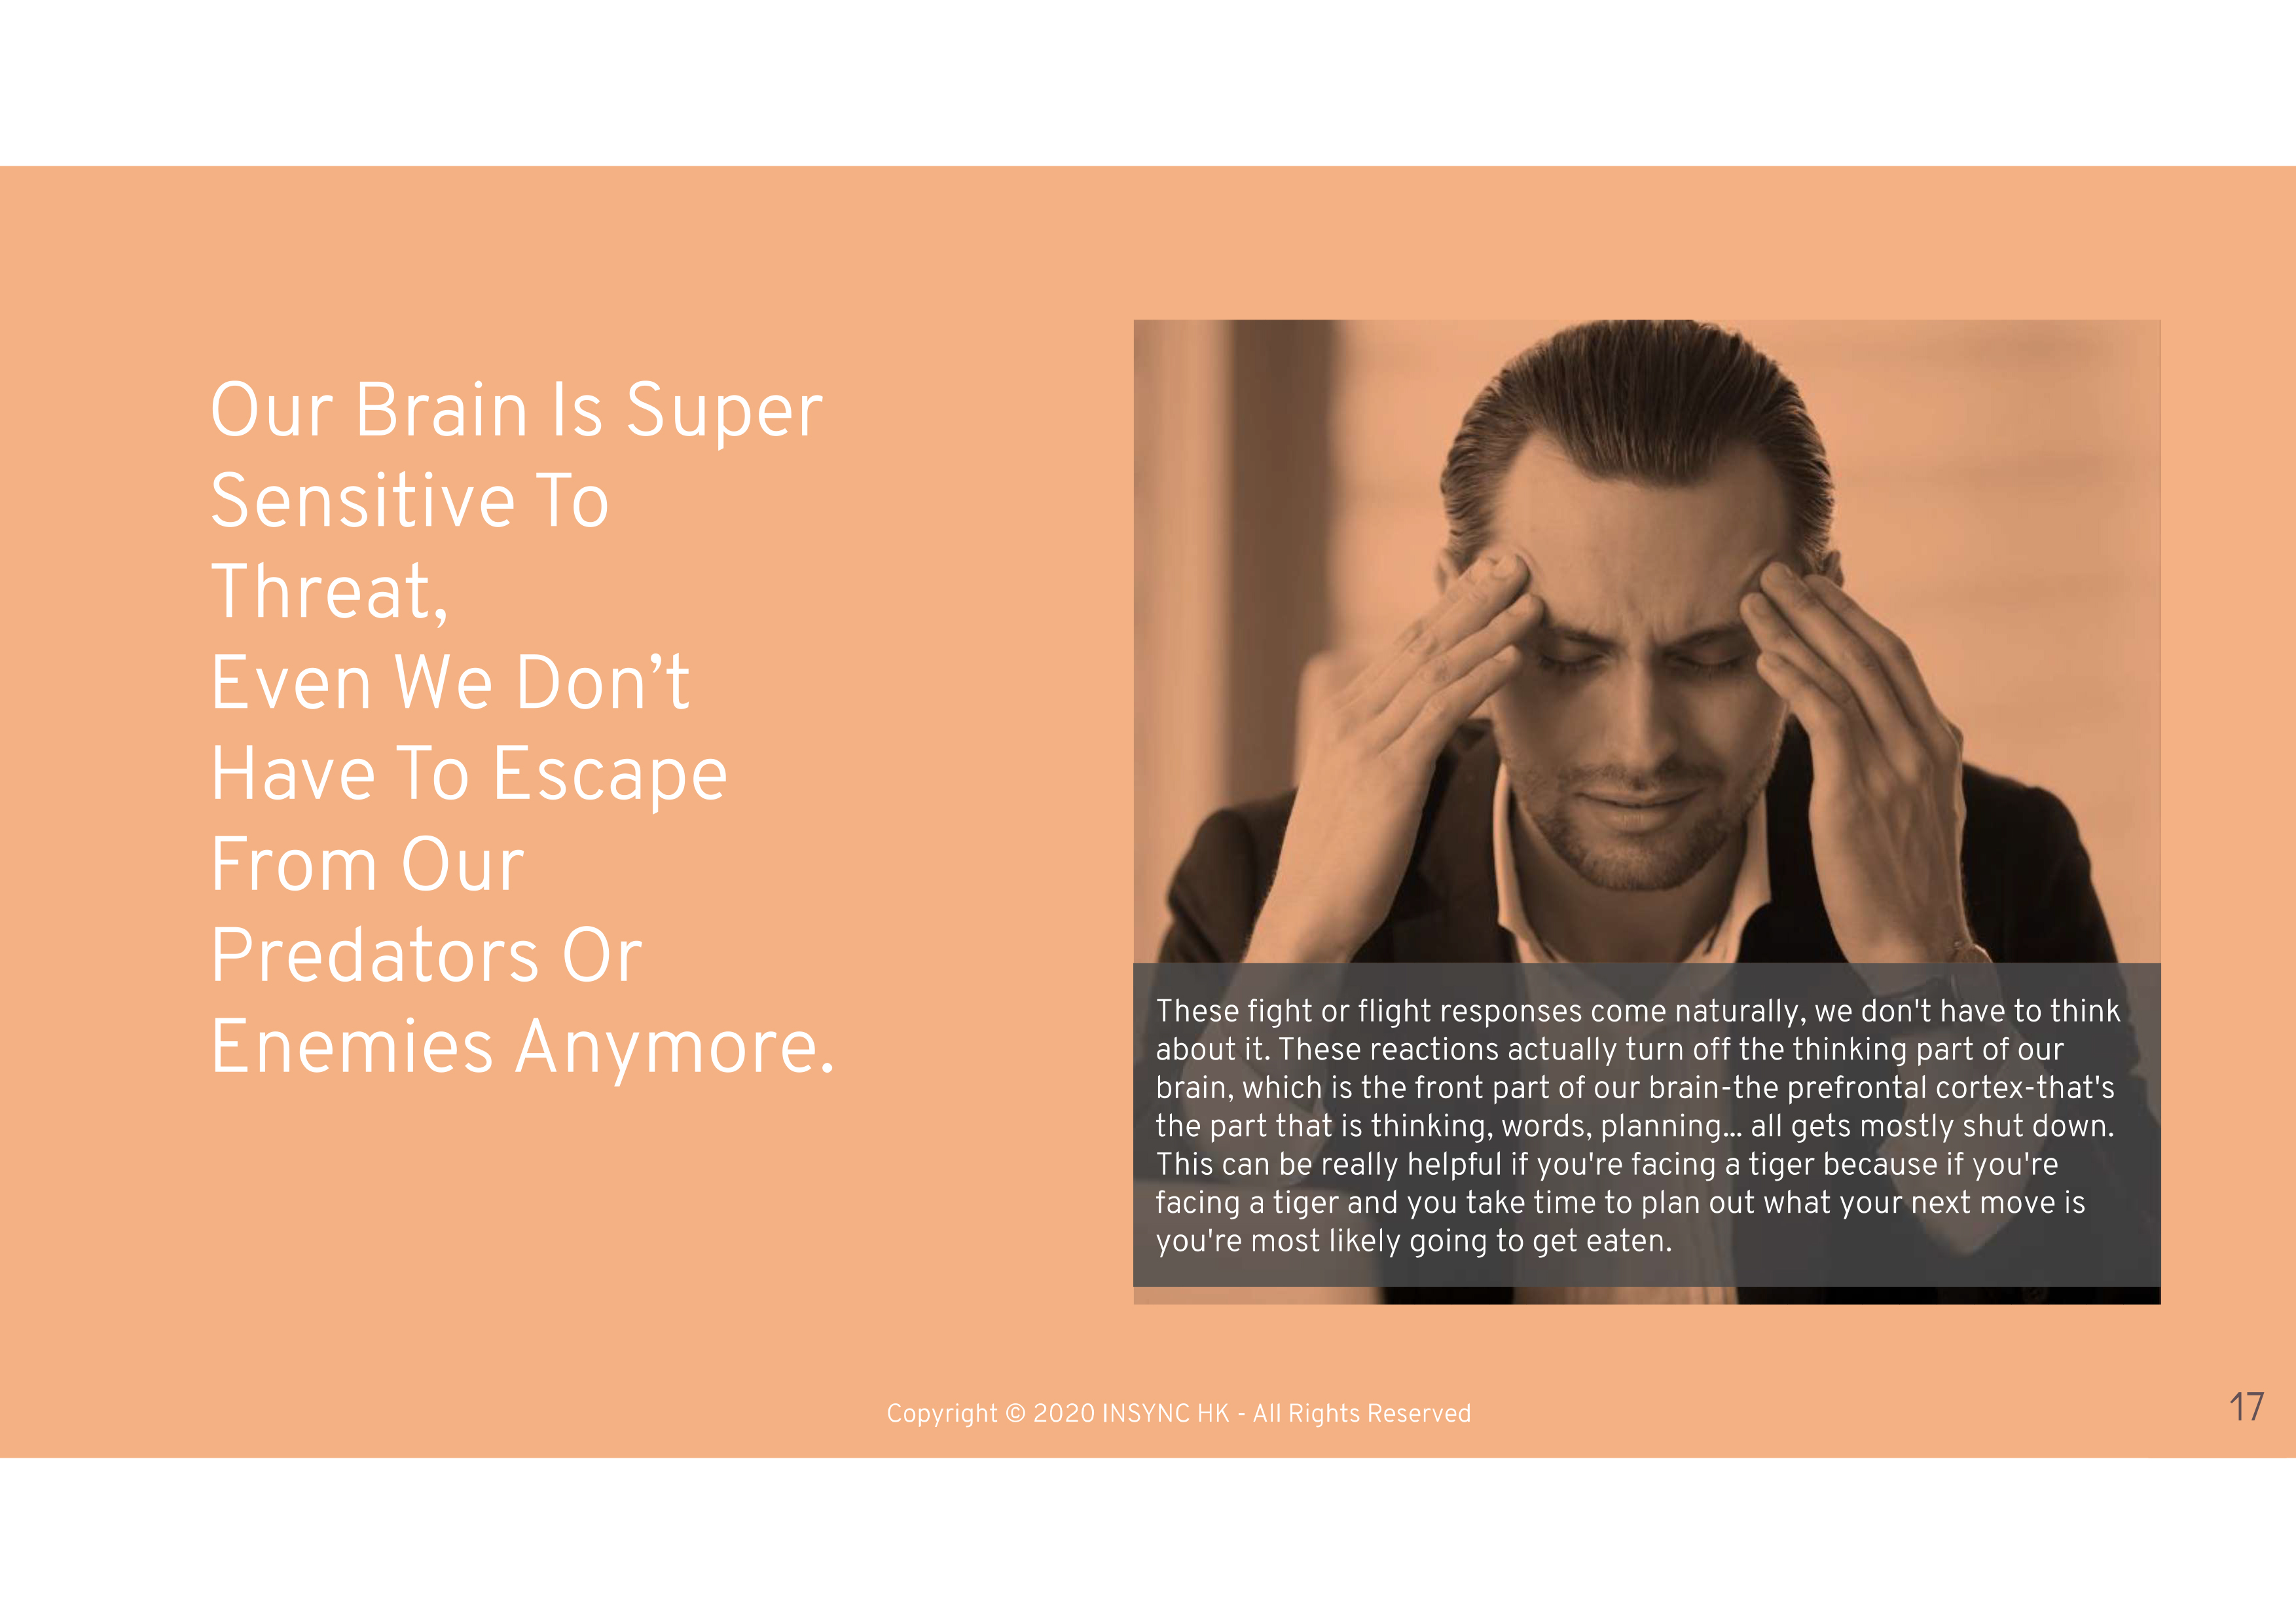 Our Brain Is Super
Sensitive To
Threat,
Even We Don’t
Have To Escape
From Our
Predators Or
Enemies Anymore.
These fight or flight responses come naturally, we don't have to think
about it. These reactions actually turn off the thinking part of our
brain, which is the front part of our brain-the prefrontal cortex-that's
the part that is thinking, words, planning... all gets mostly shut down.
This can be really helpful if you're facing a tiger because if you're
facing a tiger and you take time to plan out what your next move is
you're most likely going to get eaten.
Copyright © 2020 INSYNC HK - All Rights Reserved
17